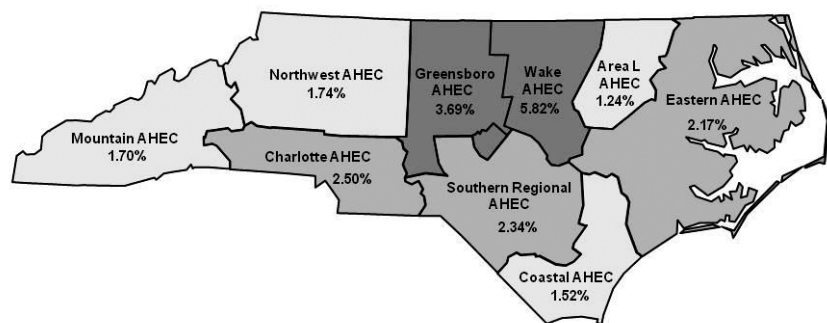 Northwest AHEC
1.74%
Greensboro
AHEC
3.69%
Wake
AHEC
5.82%
Area L
AHEC
1.24%
Eastern AHEC
2.17%
Mountain AHEC
1.70%
Charlotte AHEC
2.50%
Southern Regional
AHEC
2.34%
Coastal AHEC
1.52%